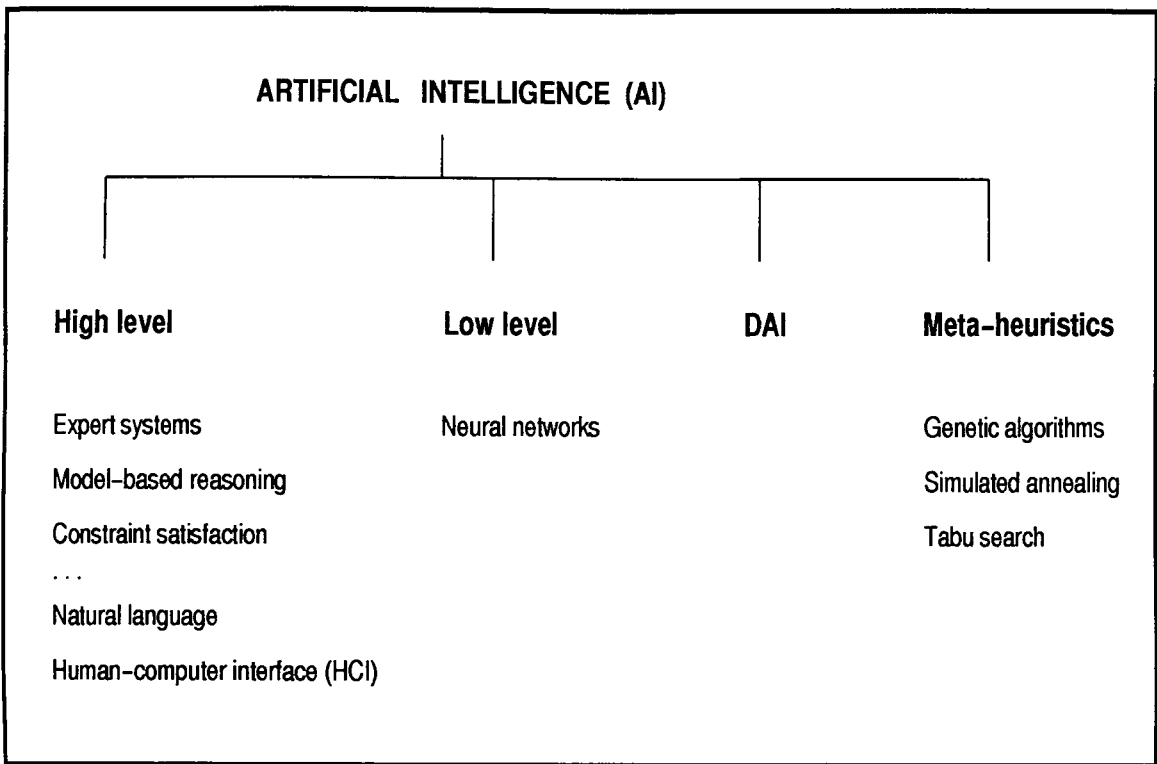 ARTIFICIAL INTELLIGENCE (AI)
High level
Low level
DAI
Meta-heuristics
Expert systems
Model-based reasoning
Constraint satisfaction
...
Natural language
Human-computer interface (HCI)
Neural networks
Genetic algorithms
Simulated annealing
Tabu search